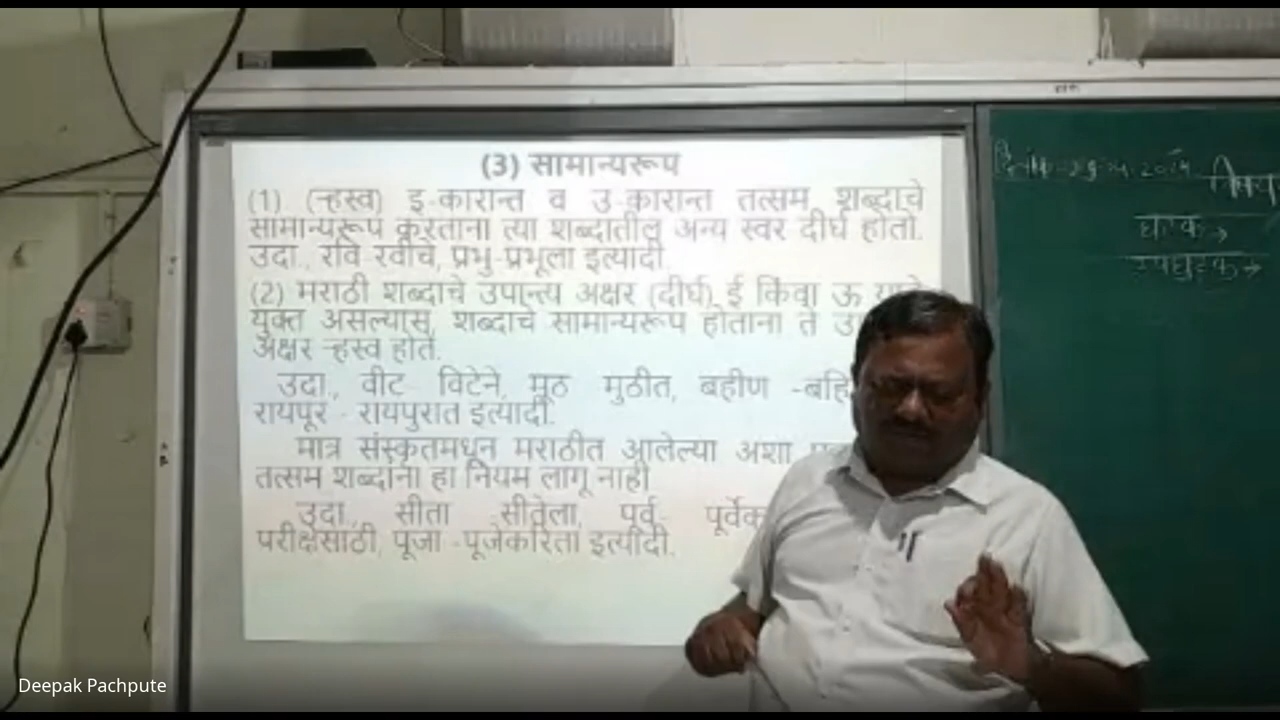 (3) सामान्यरूप
(1) (ऱ्हस्व) इ-कारान्त व उ-कारान्त तत्सम शब्दाचे
सामान्यरूप करताना त्या शब्दातील अन्य स्वर दीर्घ होतो.
उदा., रवि रवीचे, प्रभु-प्रभूला इत्यादी.
(2) मराठी शब्दाचे उपान्त्य अक्षर (दीर्घ) ई किंवा ऊ
युक्त असल्यास, शब्दाचे सामान्यरूप होताना ते
अक्षर ऱ्हस्व होते.
उदा., वीट विटेने, मूठ मुठीत, बहीण
रायपूर - रायपुरात इत्यादी.
मात्र संस्कृतमधून मराठीत आलेल्या अशा
तत्सम शब्दांना हा नियम लागू नाही
उदा., सीता सीतेला, पूर्व-
परीक्षेसाठी, पूजा -पूजेकरिता इत्यादी.
घटक →
उपघटक →
Deepak Pachpute